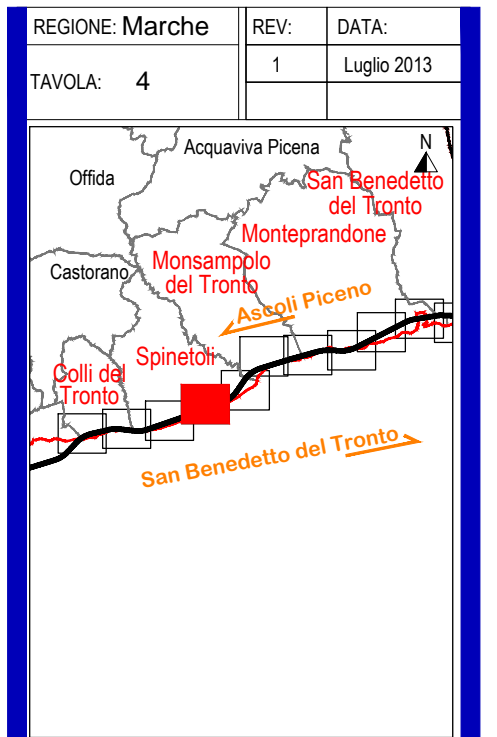 REGIONE: Marche
REV:
DATA:
TAVOLA: 4
1
Luglio 2013
N
Acquaviva Picena
Offida
San Benedetto
del Tronto
Monteprandone
Castorano
Monsampolo
del Tronto
Ascoli Piceno
Spinetoli
Colli del
Tronto
San Benedetto del Tronto